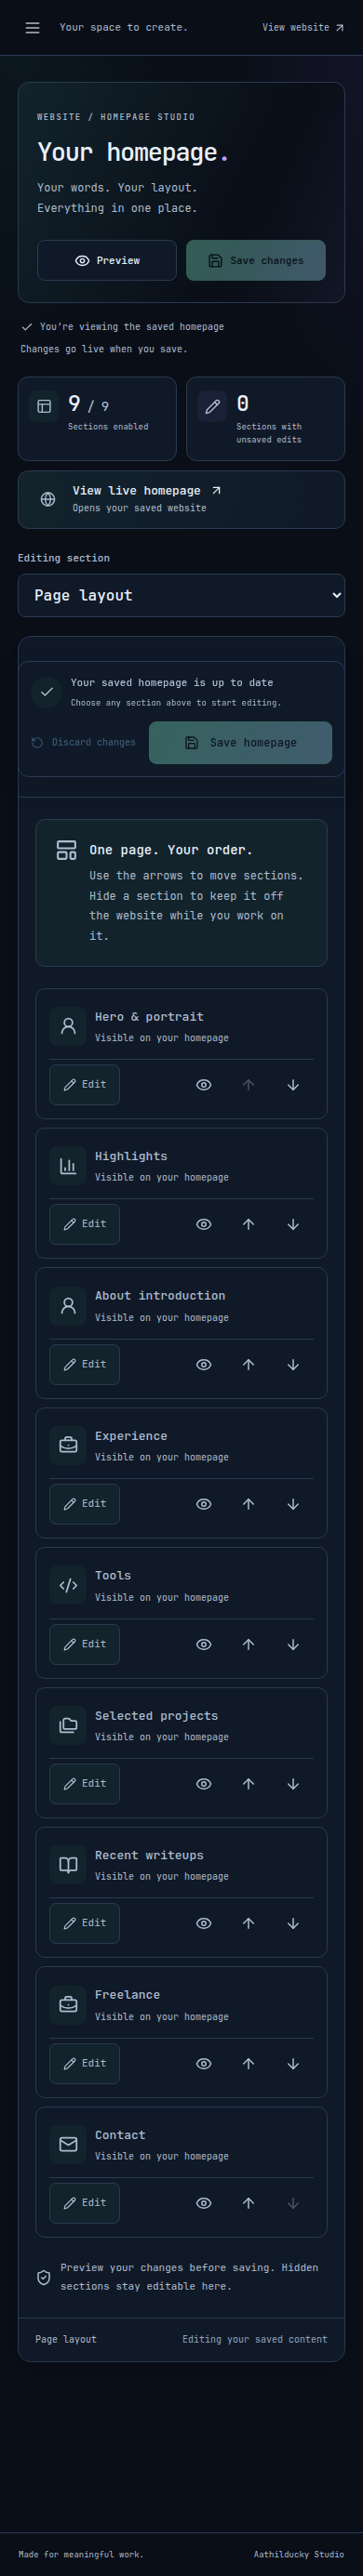 Your space to create.
View website
WEBSITE / HOMEPAGE STUDIO
Your homepage.
Your words. Your layout.
Everything in one place.
Preview
Save changes
You're viewing the saved homepage
Changes go live when you save.
9 / 9
Sections enabled
0
Sections with
unsaved edits
View live homepage
Opens your saved website
Editing section
Page layout
Your saved homepage is up to date
Choose any section above to start editing.
Discard changes
Save homepage
One page. Your order.
Use the arrows to move sections.
Hide a section to keep it off
the website while you work on
it.
Hero & portrait
Visible on your homepage
Edit
Highlights
Visible on your homepage
Edit
About introduction
Visible on your homepage
Edit
Experience
Visible on your homepage
Edit
Tools
Visible on your homepage
Edit
Selected projects
Visible on your homepage
Edit
Recent writeups
Visible on your homepage
Edit
Freelance
Visible on your homepage
Edit
Contact
Visible on your homepage
Edit
Preview your changes before saving. Hidden
sections stay editable here.
Page layout
Editing your saved content
Made for meaningful work.
Aathilducky Studio